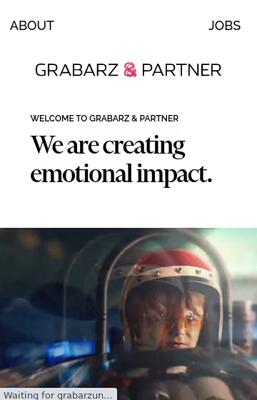 ABOUT
JOBS
GRABARZ & PARTNER
WELCOME TO GRABARZ & PARTNER
We are creating
emotional impact.
Waiting for grabarzun...